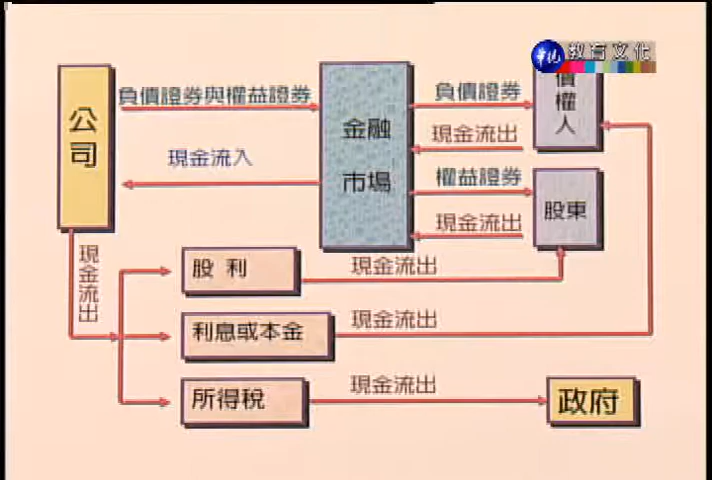 華視
教育文化
公司
負債證券與權益證券
現金流入
金融
市場
負債證券
現金流出
權益證券
現金流出
債權人
股東
現金流出
股利
現金流出
利息或本金
現金流出
所得稅
現金流出
政府